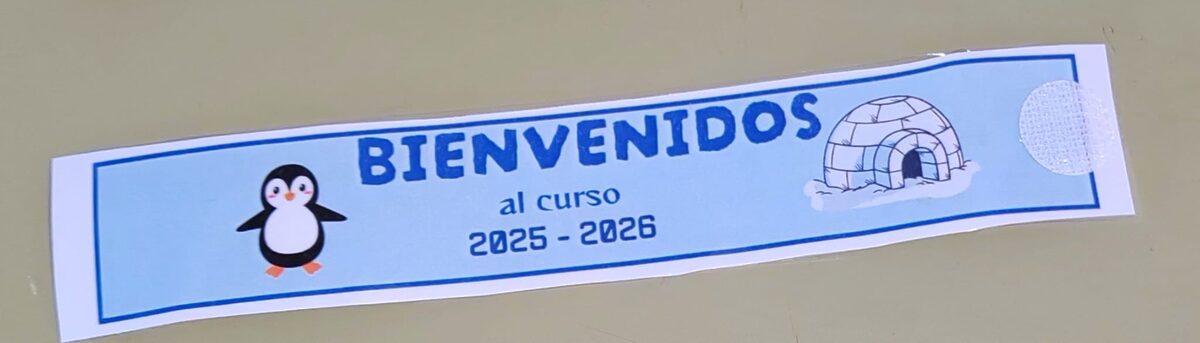 BIENVENIDOS
al curso
2025 - 2026